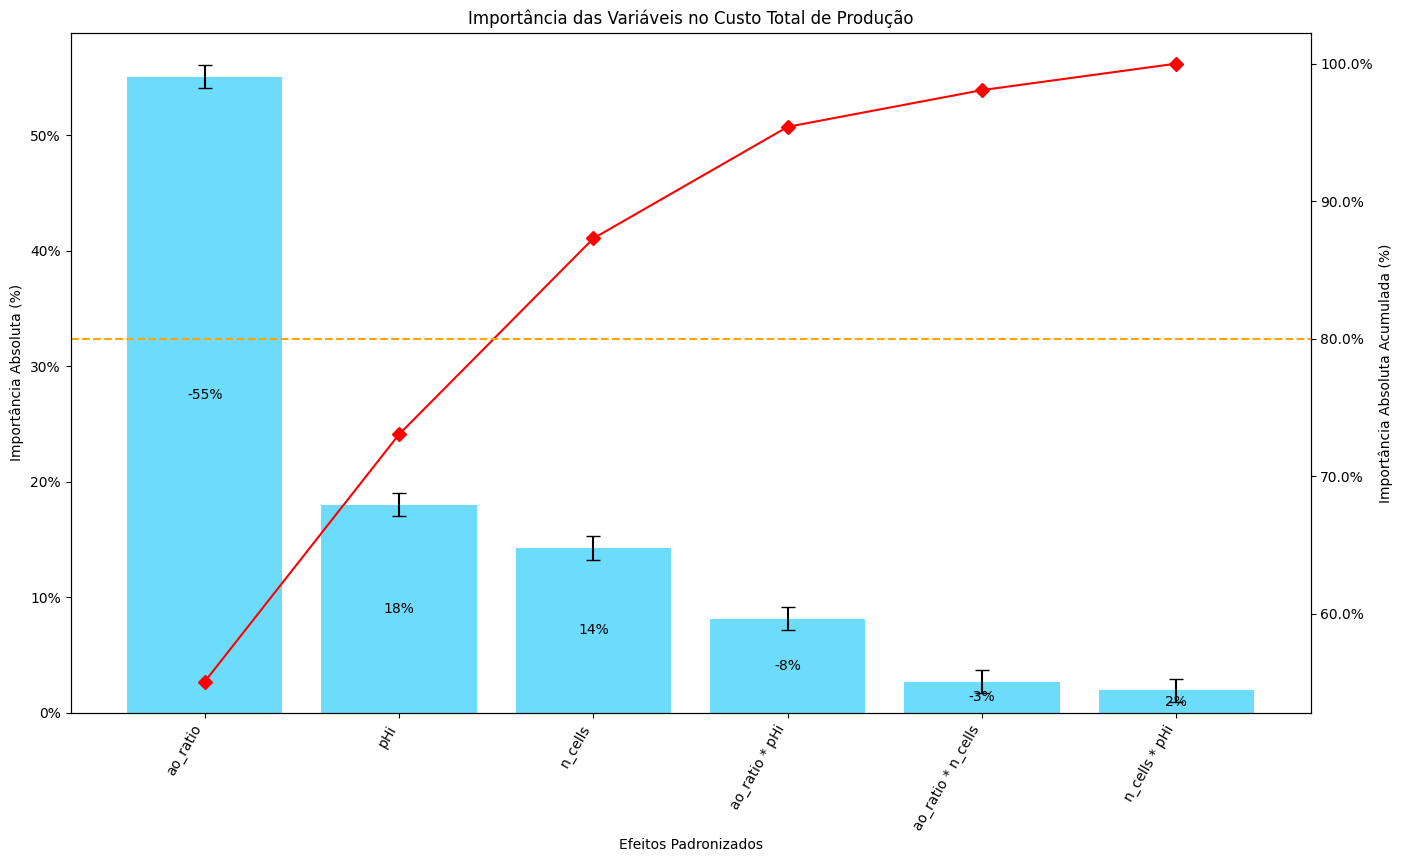 Importância das Variáveis no Custo Total de Produção
Importância Absoluta (%)
50%
40%
30%
20%
10%
0%
-55%
18%
14%
-8%
-3%
2%
100.0%
90.0%
80.0%
70.0%
60.0%
Importância Absoluta Acumulada (%)
ao_ratio
pHi
n_cells
ao_ratio * pHi
ao_ratio * n_cells
n_cells * pHi
Efeitos Padronizados